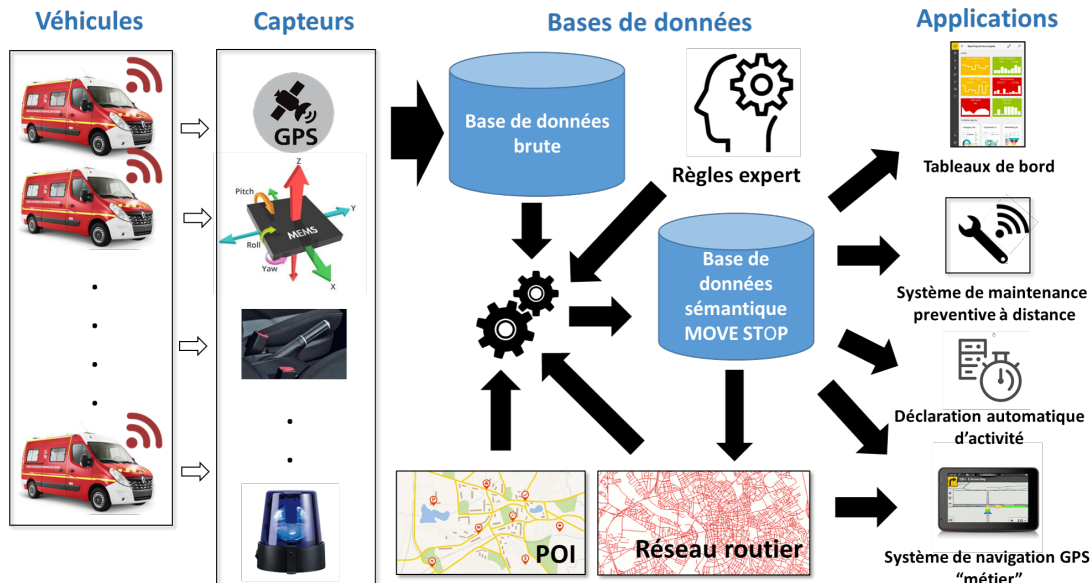 Véhicules
Capteurs
Bases de données
Applications
GPS
Z
Pitch
Y
MEMS
Roll
Yaw
X
Base de données
brute
Règles expert
Base de
données
sémantique
MOVE STOP
POI
Réseau routier
Tableaux de bord
Système de maintenance
preventive à distance
Déclaration automatique
d'activité
Système de navigation GPS
“métier”